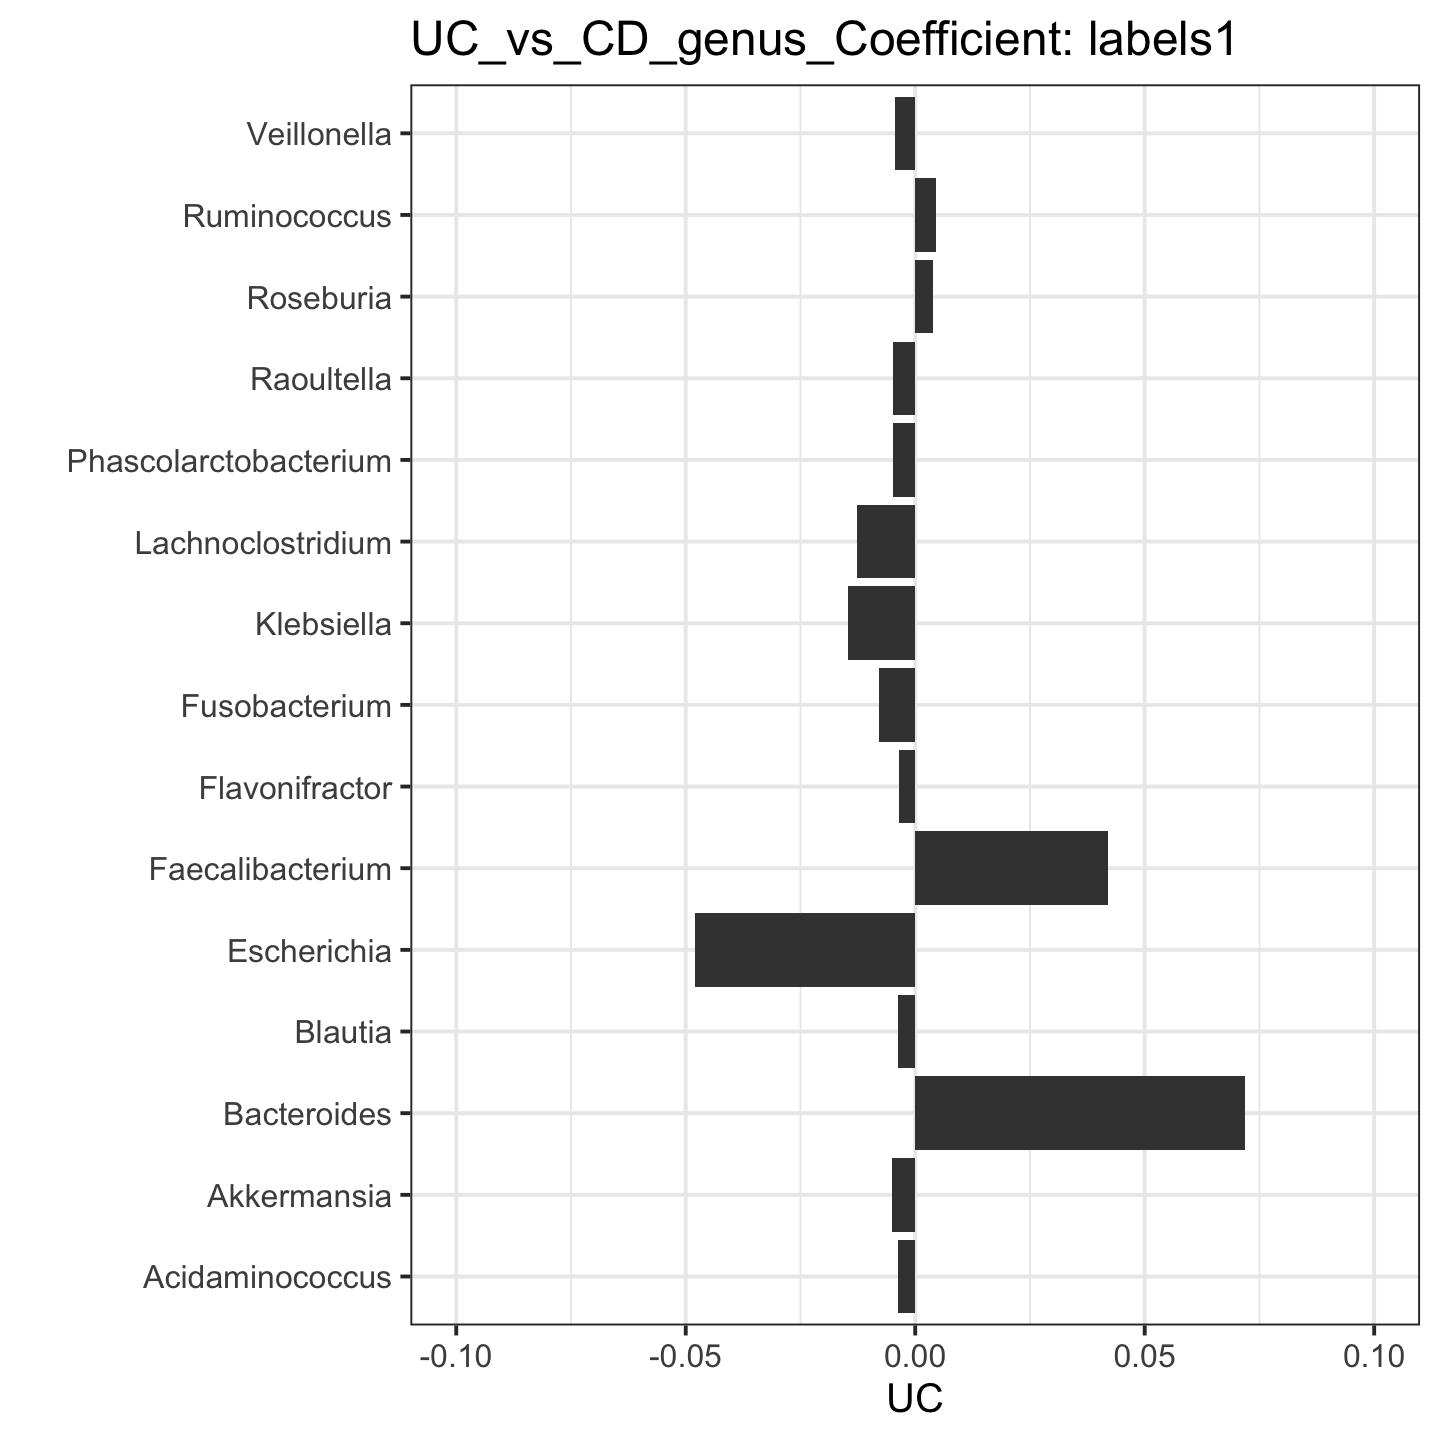 UC_vs_CD_genus_Coefficient: labels1
Veillonella
Ruminococcus
Roseburia
Raoultella
Phascolarctobacterium
Lachnoclostridium
Klebsiella
Fusobacterium
Flavonifractor
Faecalibacterium
Escherichia
Blautia
Bacteroides
Akkermansia
Acidaminococcus
-0.10 -0.05 0.00 0.05 0.10
UC